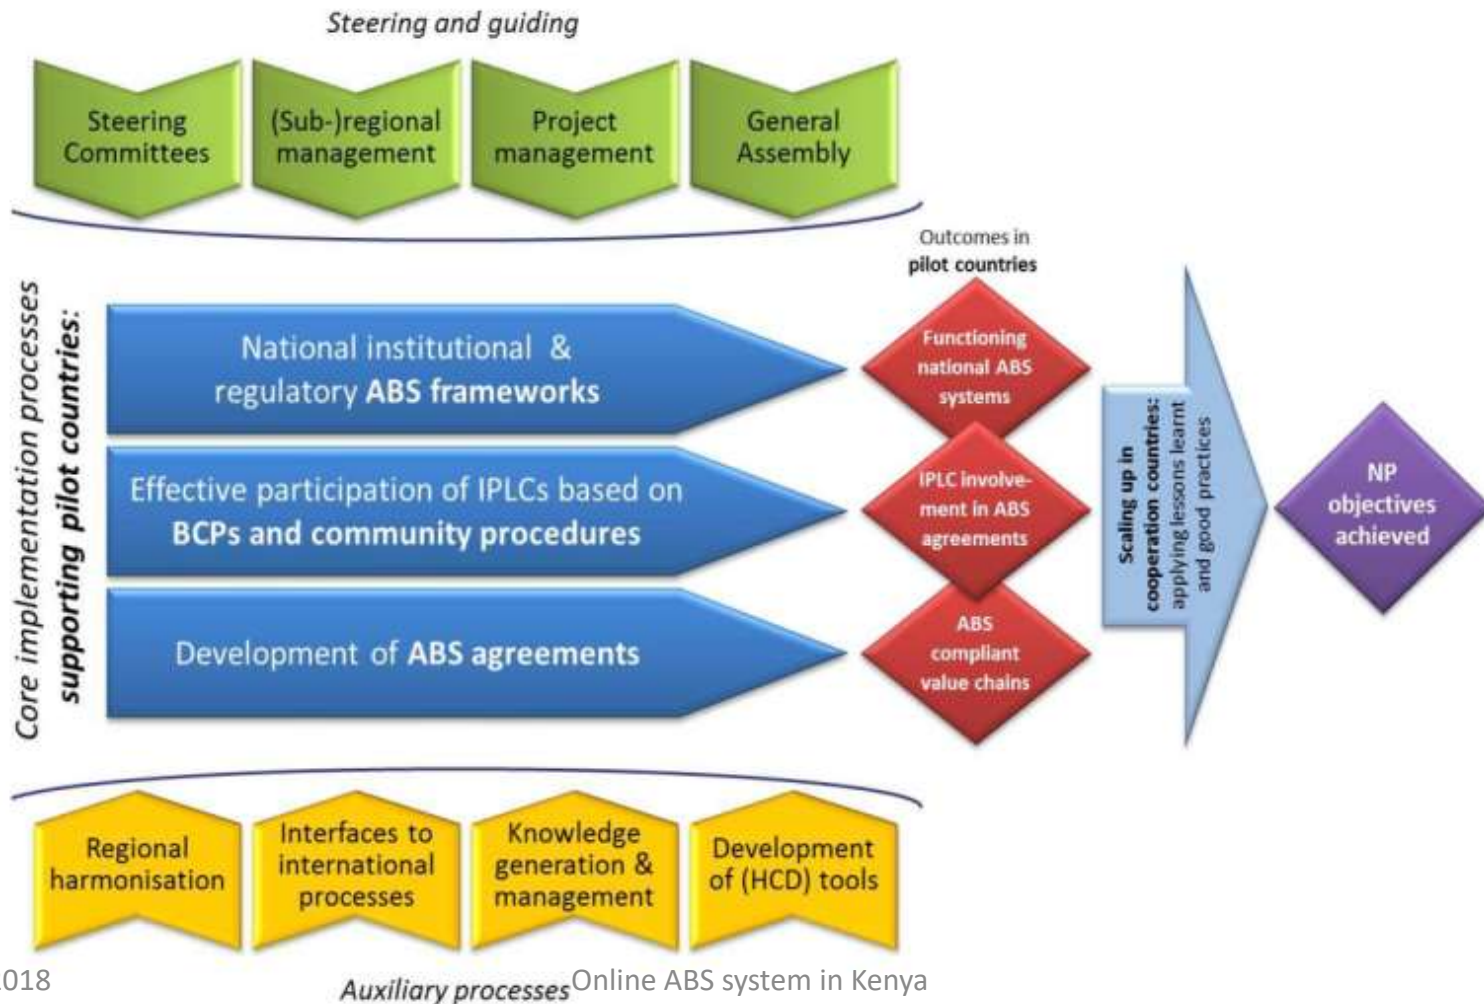 Steering and guiding
Steering
Committees
(Sub-)regional
management
Project
management
General
Assembly
Core implementation processes
supporting pilot countries:
Outcomes in
pilot countries
National institutional &
regulatory ABS frameworks
Effective participation of IPLCs based on
BCPs and community procedures
Development of ABS agreements
Functioning
national ABS
systems
IPLC involve-
ment in ABS
agreements
ABS
compliant
value chains
Scaling up in
cooperation countries:
applying lessons learnt
and good practices
NP
objectives
achieved
Regional
harmonisation
Interfaces to
international
processes
Knowledge
generation &
management
Development
of (HCD) tools
Auxiliary processes
018
Online ABS system in Kenya